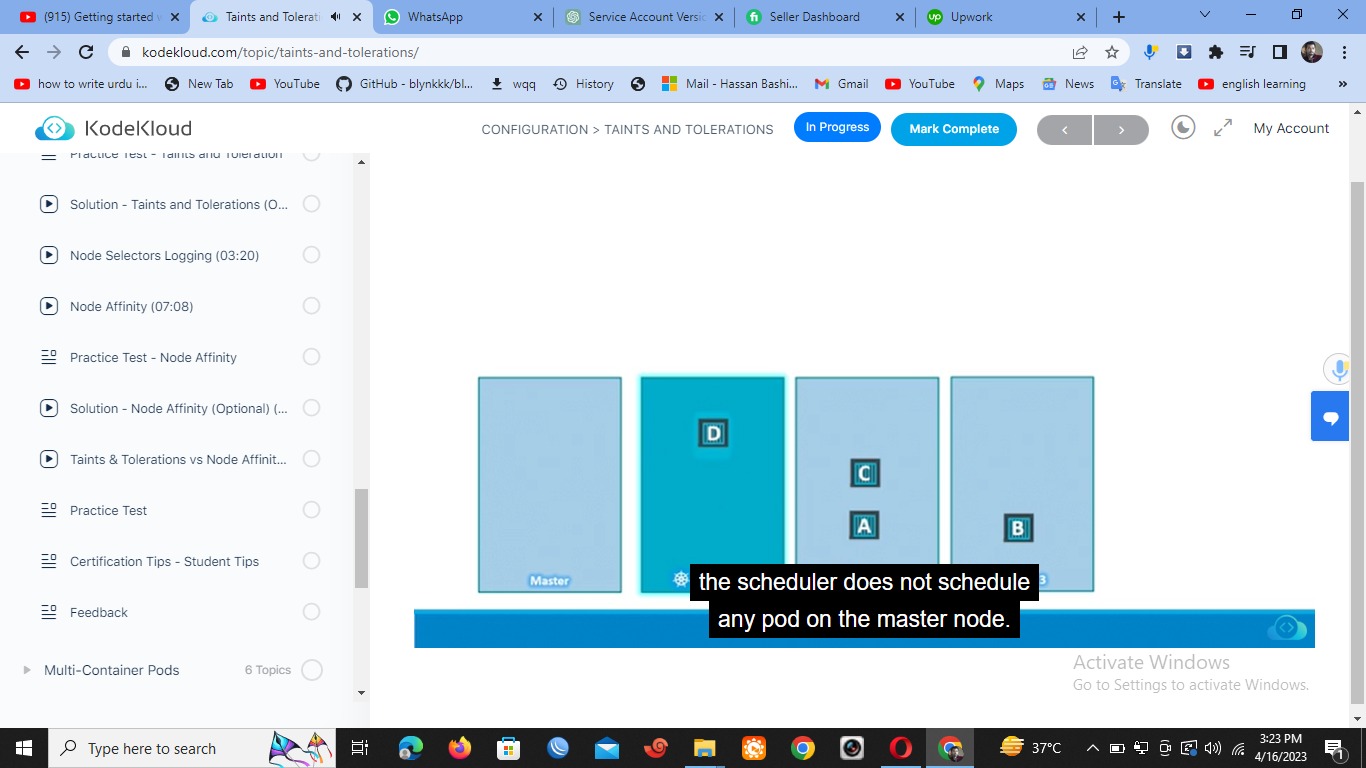 (915) Getting started w
Taints and Tolerati
WhatsApp
Service Account Versic
Seller Dashboard
Upwork
kodekloud.com/topic/taints-and-tolerations/
how to write urdu i...
New Tab
YouTube
GitHub - blynkkk/bl...
wqq
History
Mail - Hassan Bashi...
Gmail
YouTube
Maps
News
Translate
english learning
KodeKloud
CONFIGURATION > TAINTS AND TOLERATIONS
In Progress
Mark Complete
My Account
Practice Test - Taints and Toleration
Solution - Taints and Tolerations (O...
Node Selectors Logging (03:20)
Node Affinity (07:08)
Practice Test - Node Affinity
Solution - Node Affinity (Optional) (...
Taints & Tolerations vs Node Affinit...
Practice Test
Certification Tips - Student Tips
Feedback
Multi-Container Pods
6 Topics
D
C
A
B
Master
3
the scheduler does not schedule
any pod on the master node.
Activate Windows
Go to Settings to activate Windows.
Type here to search
37°C
3:23 PM
4/16/2023
1